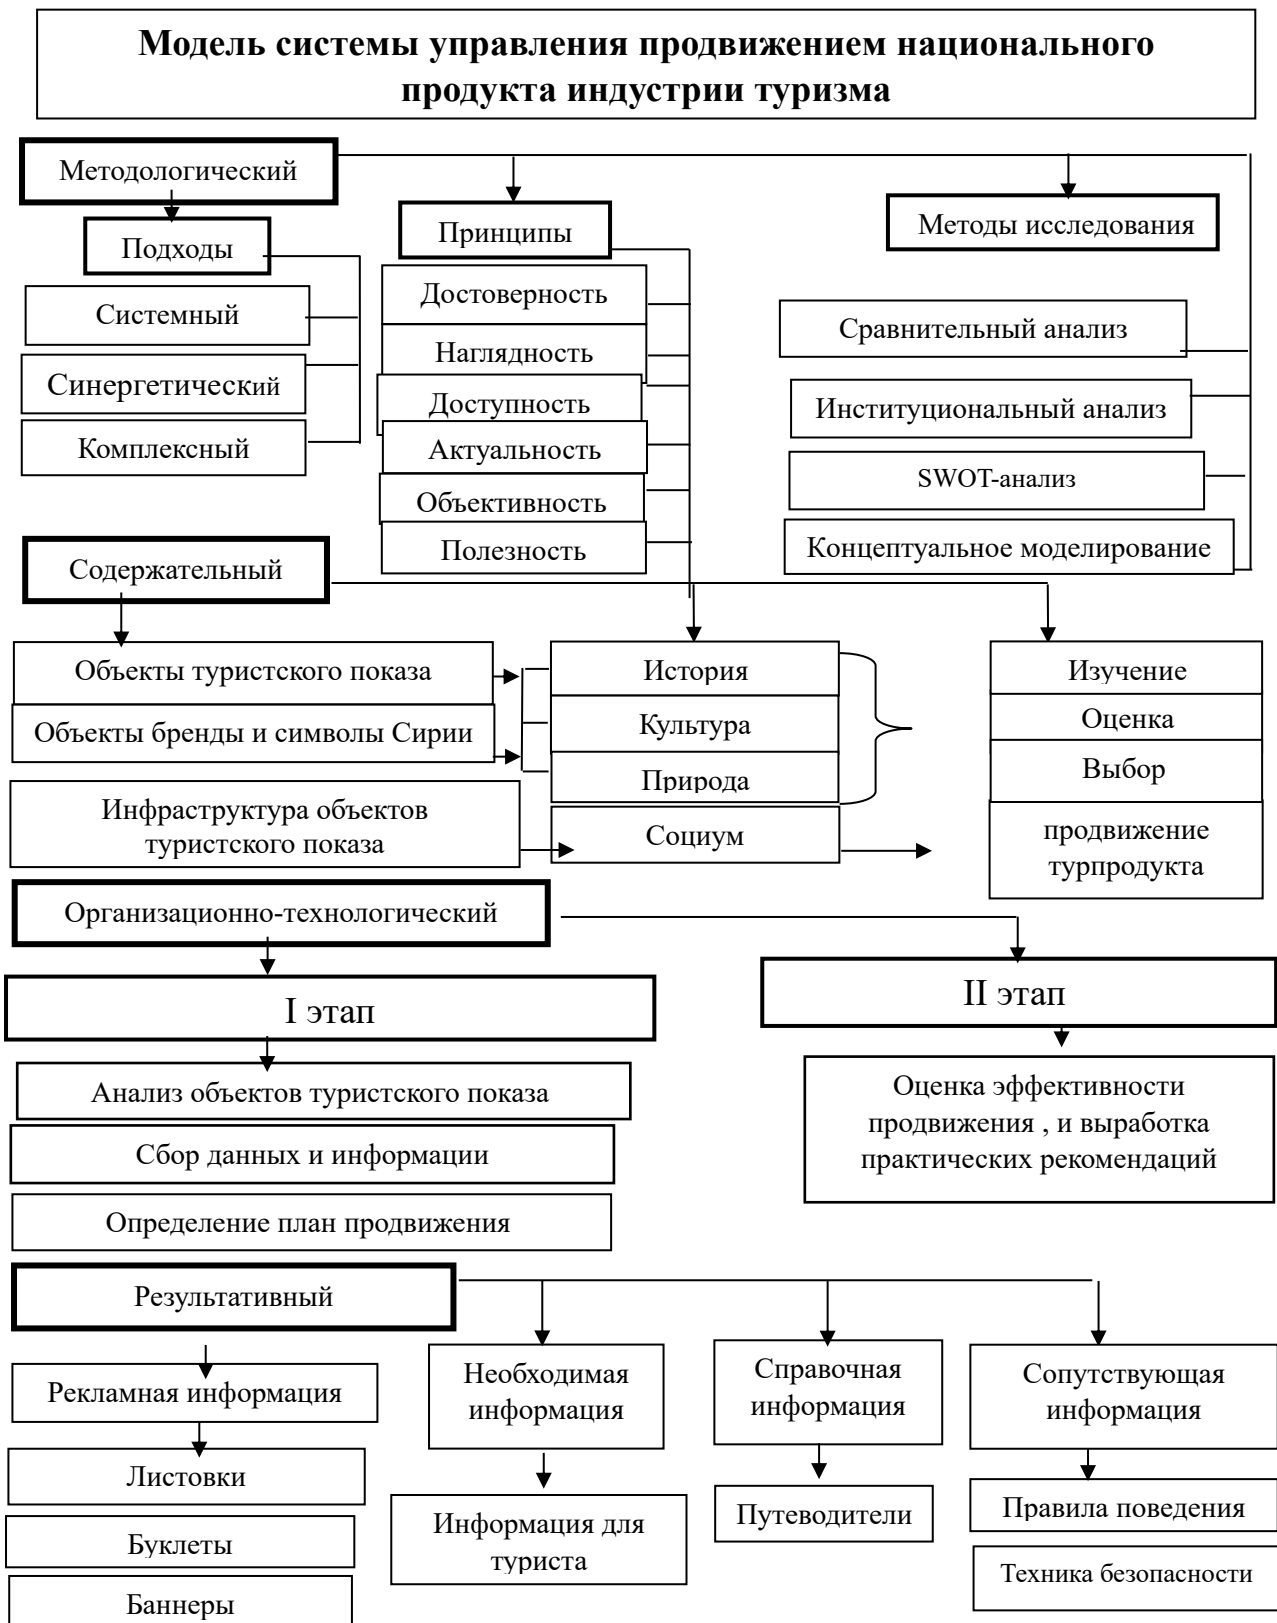 Модель системы управления продвижением национального
продукта индустрии туризма
Методологический
Подходы
Системный
Синергетический
Комплексный
Принципы
Достоверность
Наглядность
Доступность
Актуальность
Объективность
Полезность
Методы исследования
Сравнительный анализ
Институциональный анализ
SWOT-анализ
Концептуальное моделирование
Содержательный
Объекты туристского показа
Объекты бренды и символы Сирии
Инфраструктура объектов
туристского показа
История
Культура
Природа
Социум
Изучение
Оценка
Выбор
продвижение
турпродукта
Организационно-технологический
I этап
Анализ объектов туристского показа
Сбор данных и информации
Определение план продвижения
II этап
Оценка эффективности
продвижения , и выработка
практических рекомендаций
Результативный
Рекламная информация
Листовки
Буклеты
Баннеры
Необходимая
информация
Информация для
туриста
Справочная
информация
Путеводители
Сопутствующая
информация
Правила поведения
Техника безопасности